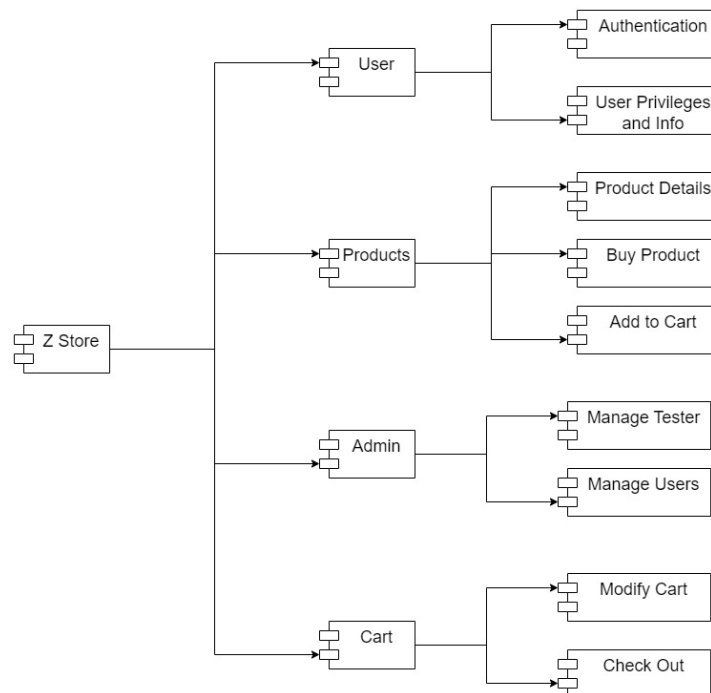 Authentication
User
User Privileges
and Info
Product Details
Products
Buy Product
Add to Cart
Z Store
Manage Tester
Admin
Manage Users
Modify Cart
Cart
Check Out